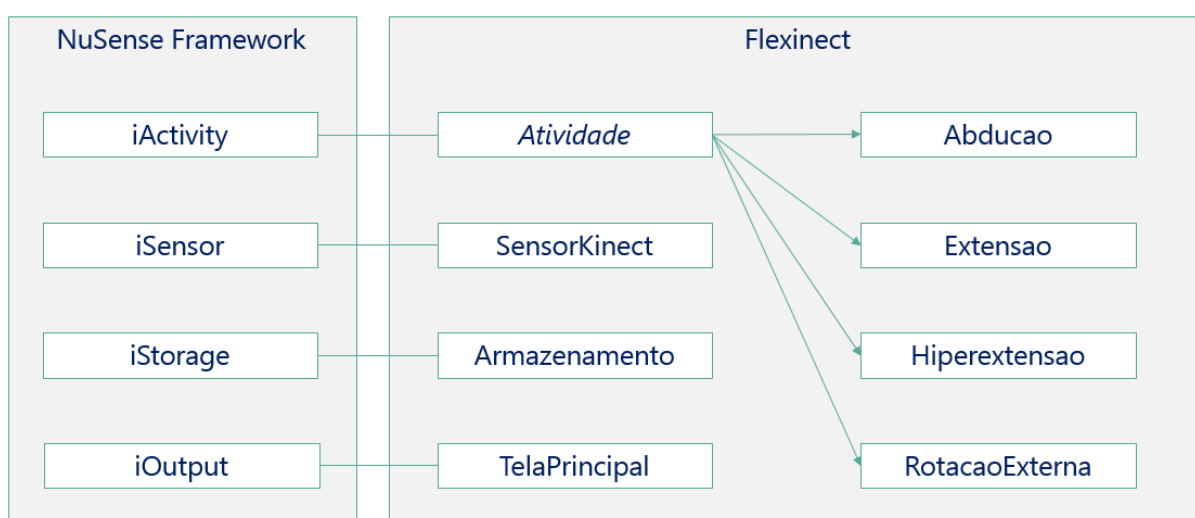 NuSense Framework
Flexinect
iActivity
Atividade
Abducao
iSensor
SensorKinect
Extensao
iStorage
Armazenamento
Hiperextensao
iOutput
TelaPrincipal
RotacaoExterna